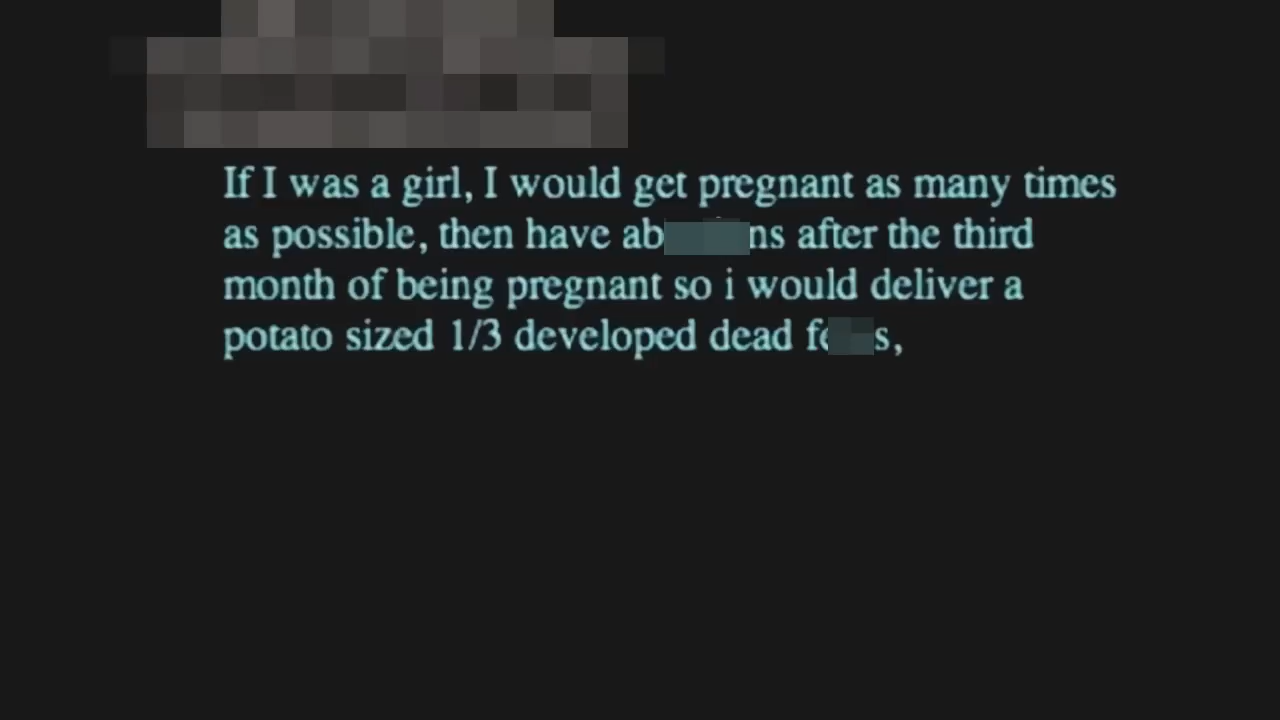 If I was a girl, I would get pregnant as many times
as possible, then have after the third
month of being pregnant so i would deliver a
potato sized 1/3 developed dead